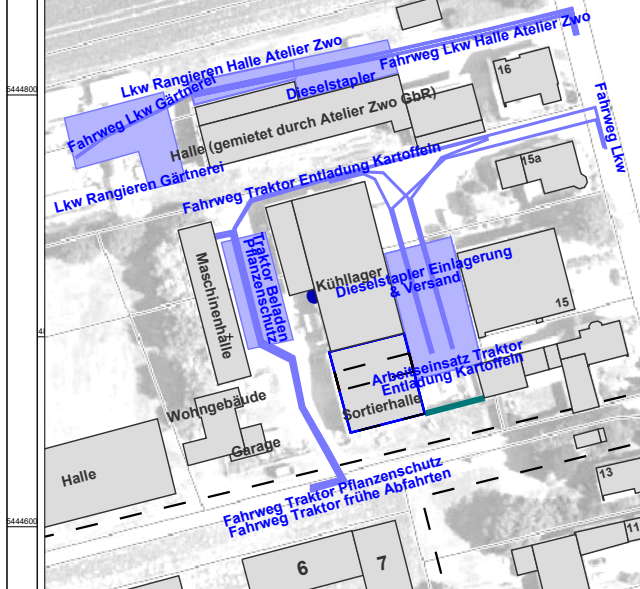 Fahrweg Lkw Halle Atelier Zwo
Lkw Rangieren Halle Atelier Zwo
16
Dieselstapler
5444800
Fahrweg Lkw Gärtnerei
Halle (gemietet durch Atelier Zwo GbR)
Fahrweg Lkw
15a
Lkw Rangieren Gärtnerei
Fahrweg Traktor Entladung Kartoffeln
Maschinenhalle
Traktor Beladen
Pflanzenschutz
Kühllager
Dieselstapler Einlagerung
& Versand
15
Arbeitseinsatz Traktor
Entladung Kartoffeln
Wohngebäude
Sortierhalle
Garage
Halle
13
Fahrweg Traktor Pflanzenschutz
Fahrweg Traktor frühe Abfahrten
5444600
11
6
7